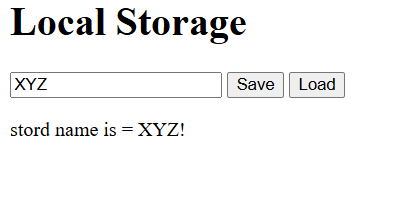 Local Storage
XYZ Save Load
stord name is = XYZ!